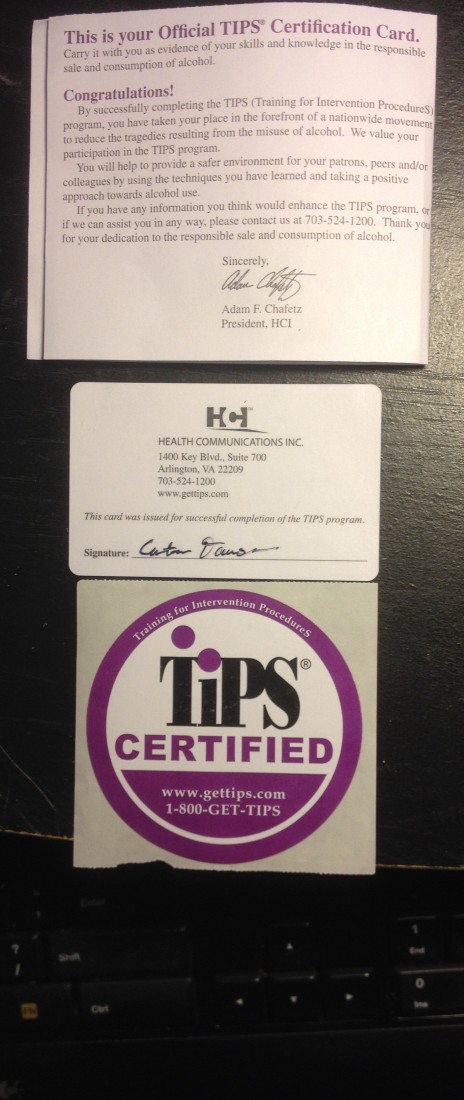 This is your Official TIPS® Certification Card.
Carry it with you as evidence of your skills and knowledge in the responsible
sale and consumption of alcohol.
Congratulations!
By successfully completing the TIPS (Training for Intervention ProcedureS)
program, you have taken your place in the forefront of a nationwide movement
to reduce the tragedies resulting from the misuse of alcohol. We value your
participation in the TIPS program.
You will help to provide a safer environment for your patrons, peers and/or
colleagues by using the techniques you have learned and taking a positive
approach towards alcohol use.
If you have any information you think would enhance the TIPS program, or
if we can assist you in any way, please contact us at 703-524-1200. Thank you
for your dedication to the responsible sale and consumption of alcohol.
Sincerely,
Adam F. Chafetz
President, HCI
HCI
HEALTH COMMUNICATIONS INC.
1400 Key Blvd., Suite 700
Arlington, VA 22209
703-524-1200
www.gettips.com
This card was issued for successful completion of the TIPS program.
Signature:
Training for Intervention ProcedureS
TiPS®
CERTIFIED
www.gettips.com
1-800-GET-TIPS
Enter
? /
Shift
1
End
Ctrl
0
Ins